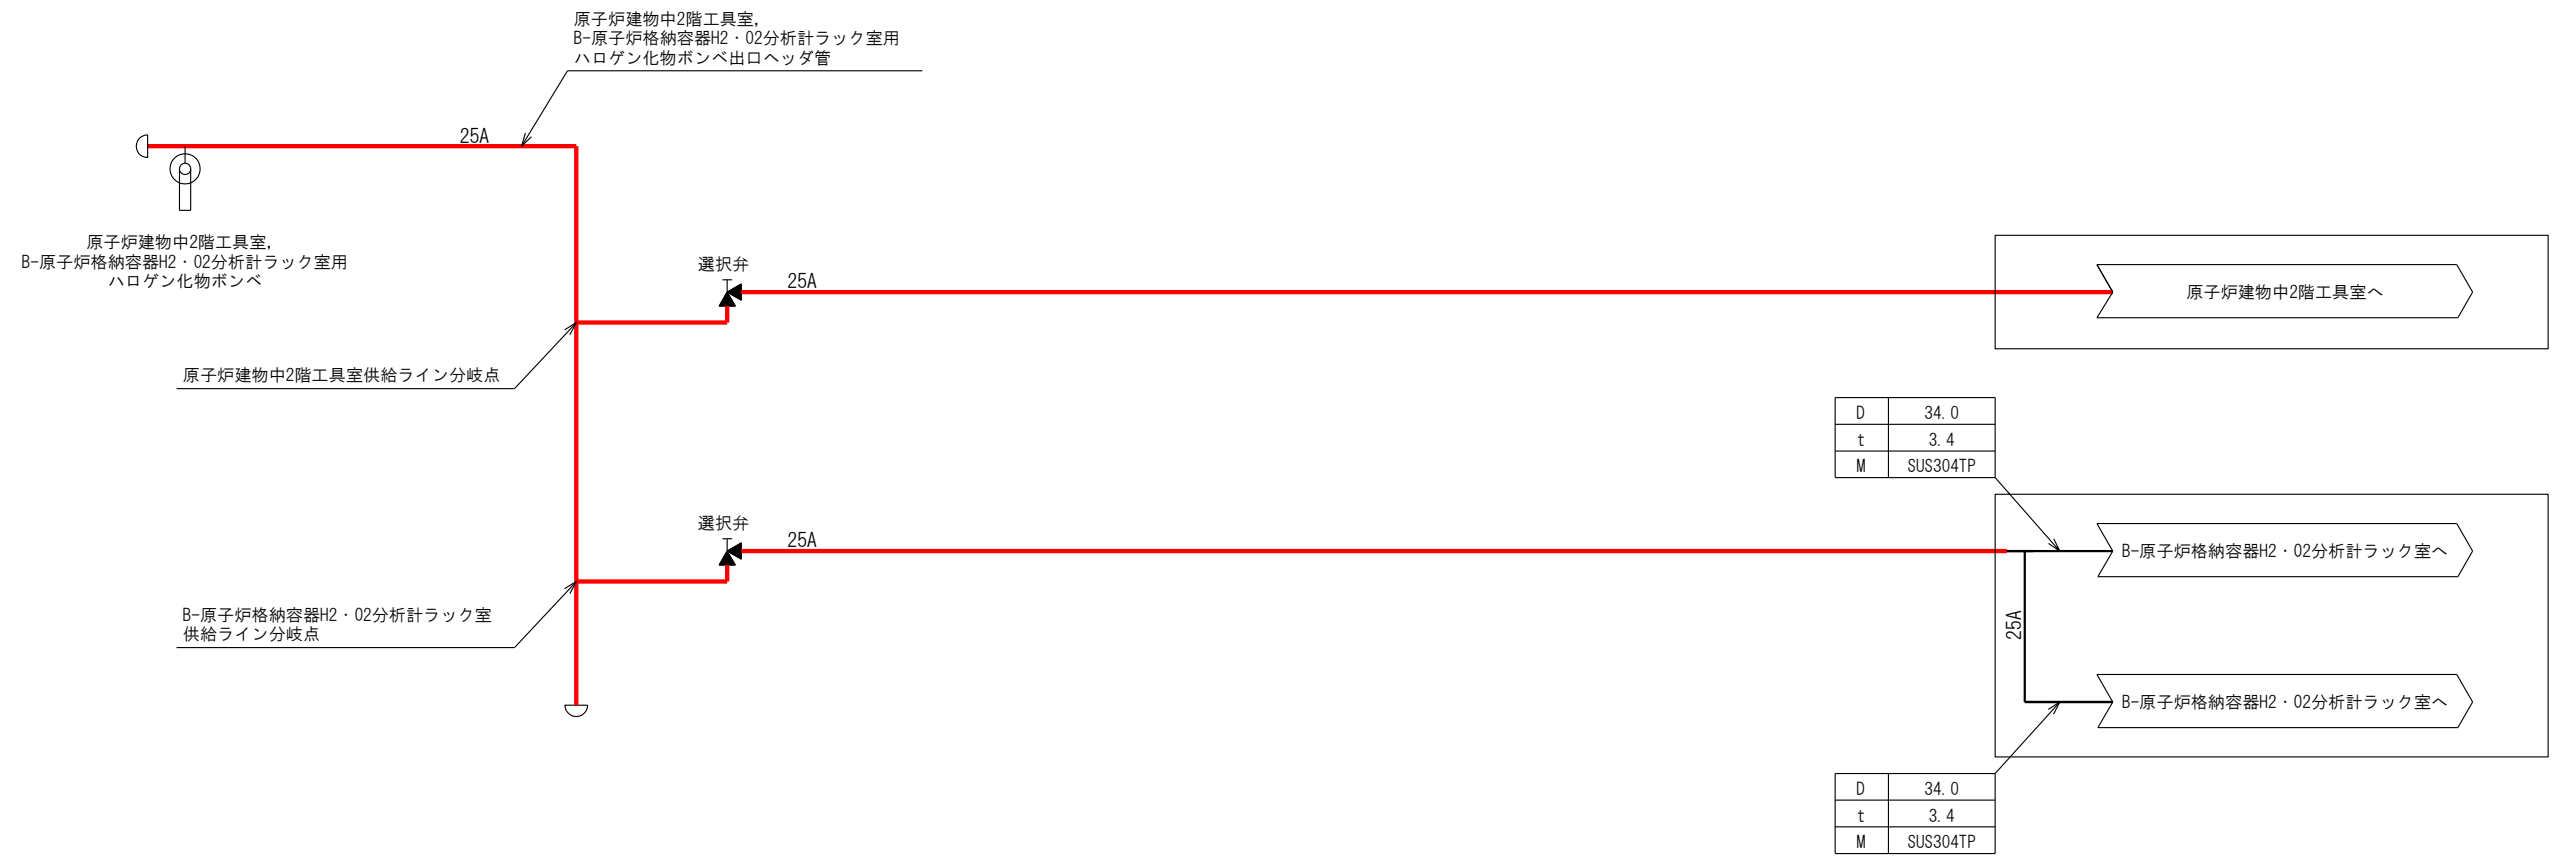 原子炉建物中2階工具室,
B-原子炉格納容器H2・O2分析計ラック室用
ハロゲン化物ボンベ出口ヘッダ管
25A
原子炉建物中2階工具室,
B-原子炉格納容器H2・O2分析計ラック室用
ハロゲン化物ボンベ
選択弁
25A
原子炉建物中2階工具室へ
原子炉建物中2階工具室供給ライン分岐点
D 34.0
t 3.4
M SUS304TP
選択弁
25A
B-原子炉格納容器H2・O2分析計ラック室へ
B-原子炉格納容器H2・O2分析計ラック室
供給ライン分岐点
25A
B-原子炉格納容器H2・O2分析計ラック室へ
D 34.0
t 3.4
M SUS304TP